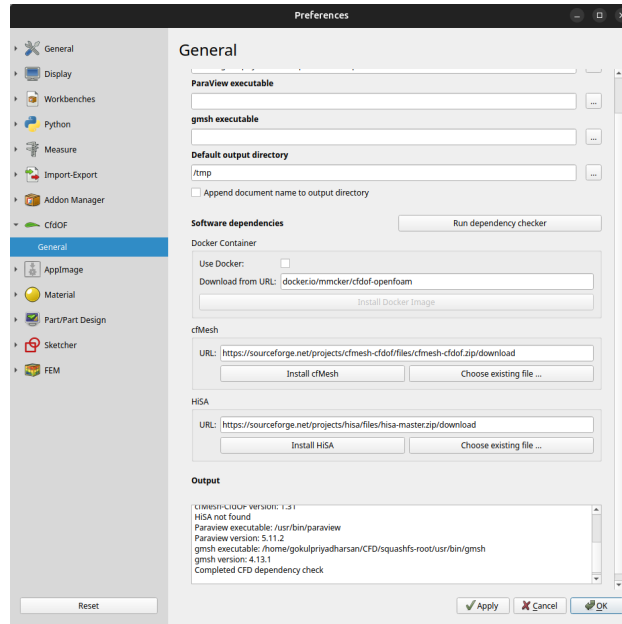 Preferences
General
Display
Workbenches
Python
Measure
Import-Export
Addon Manager
CfdOF
General
AppImage
Material
Part/Part Design
Sketcher
FEM
Reset
General
ParaView executable
...
gmsh executable
...
Default output directory
/tmp
...
Append document name to output directory
Software dependencies
Run dependency checker
Docker Container
Use Docker:
Download from URL: docker.io/mmcker/cfdof-openfoam
Install Docker Image
cfMesh
URL: https://sourceforge.net/projects/cfmesh-cfdof/files/cfmesh-cfdof.zip/download
Install cfMesh
Choose existing file ...
HiSA
URL: https://sourceforge.net/projects/hisa/files/hisa-master.zip/download
Install HiSA
Choose existing file ...
Output
cfMesh-CfdOF version: 1.31
HiSA not found
Paraview executable: /usr/bin/paraview
Paraview version: 5.11.2
gmsh executable: /home/gokulpriyadharsan/CFD/squashfs-root/usr/bin/gmsh
gmsh version: 4.13.1
Completed CFD dependency check
Apply
Cancel
OK